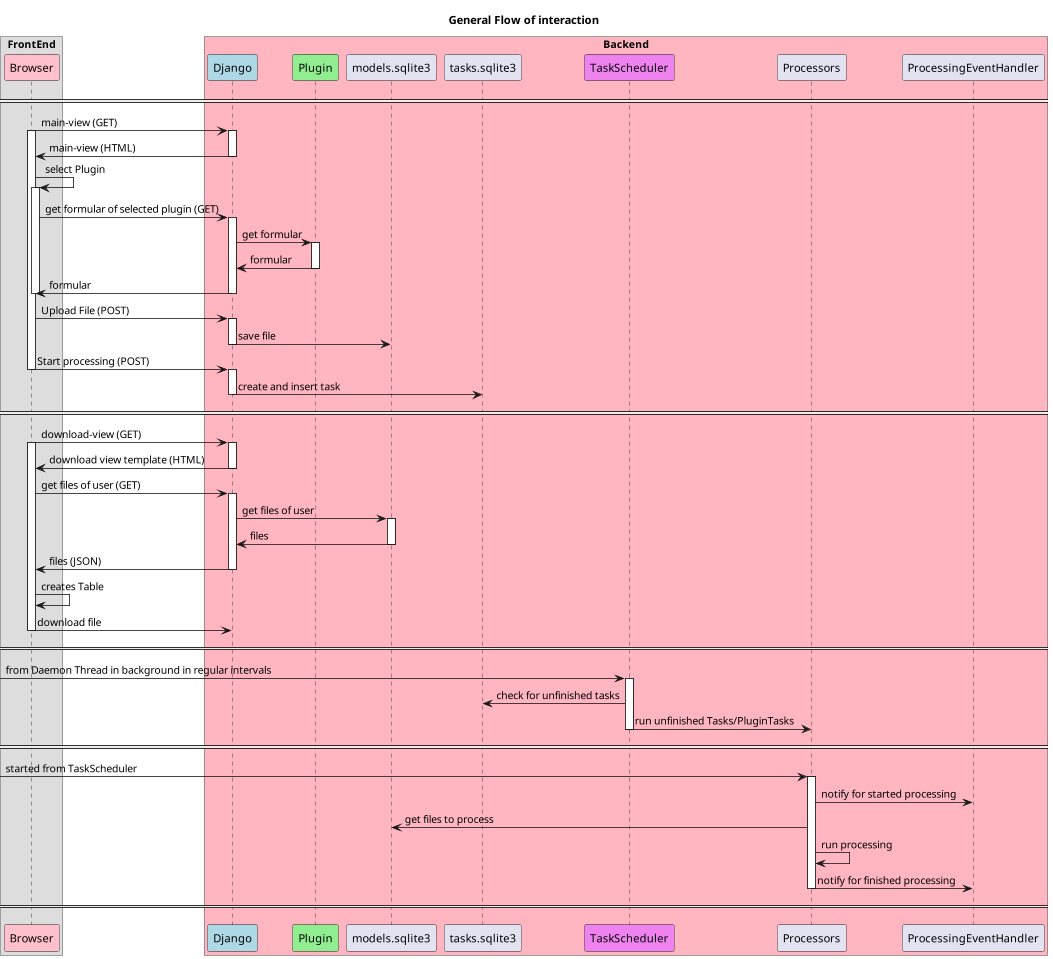 General Flow of interaction
FrontEnd
Backend
Browser
Django
Plugin
models.sqlite3
tasks.sqlite3
TaskScheduler
Processors
ProcessingEventHandler
main-view (GET)
main-view (HTML)
select Plugin
get formular of selected plugin (GET)
get formular
formular
formular
Upload File (POST)
save file
Start processing (POST)
create and insert task
download-view (GET)
download view template (HTML)
get files of user (GET)
get files of user
files
files (JSON)
creates Table
download file
from Daemon Thread in background in regular intervals
check for unfinished tasks
run unfinished Tasks/PluginTasks
started from TaskScheduler
notify for started processing
get files to process
run processing
notify for finished processing
Browser
Django
Plugin
models.sqlite3
tasks.sqlite3
TaskScheduler
Processors
ProcessingEventHandler